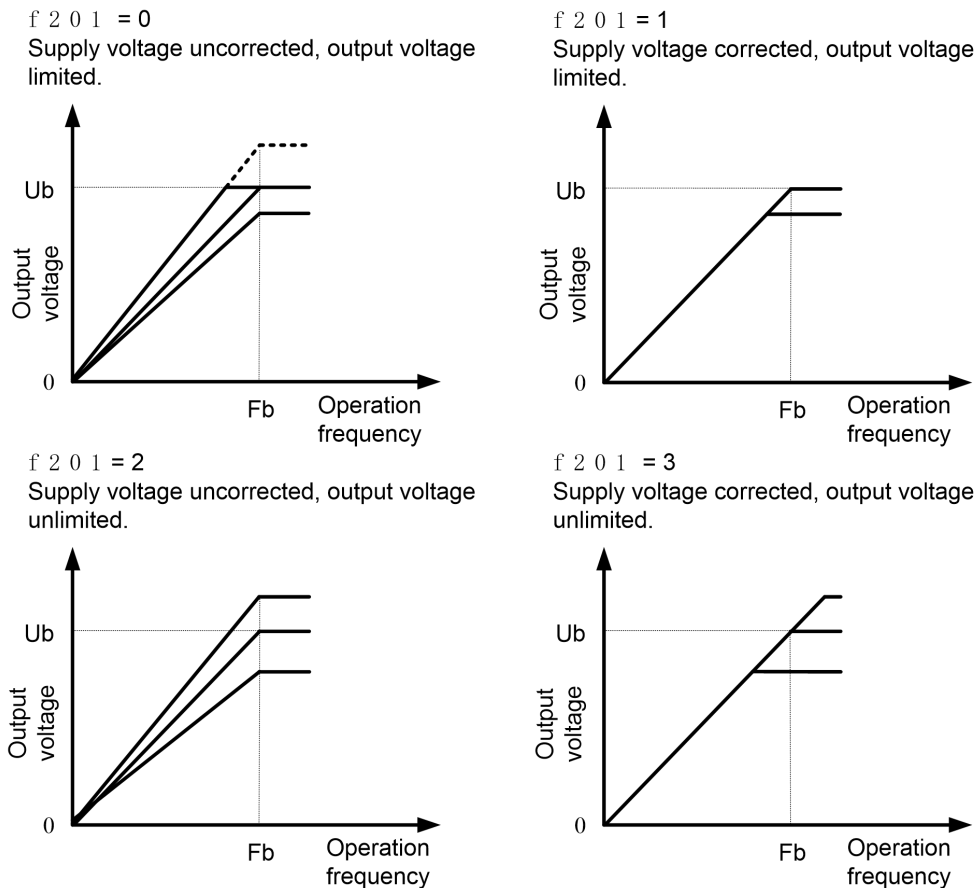 f 2 0 1 = 0
Supply voltage uncorrected, output voltage
limited.
Ub
Output
voltage
0
Fb
Operation
frequency
f 2 0 1 = 1
Supply voltage corrected, output voltage
limited.
Ub
Output
voltage
0
Fb
Operation
frequency
f 2 0 1 = 2
Supply voltage uncorrected, output voltage
unlimited.
Ub
Output
voltage
0
Fb
Operation
frequency
f 2 0 1 = 3
Supply voltage corrected, output voltage
unlimited.
Ub
Output
voltage
0
Fb
Operation
frequency